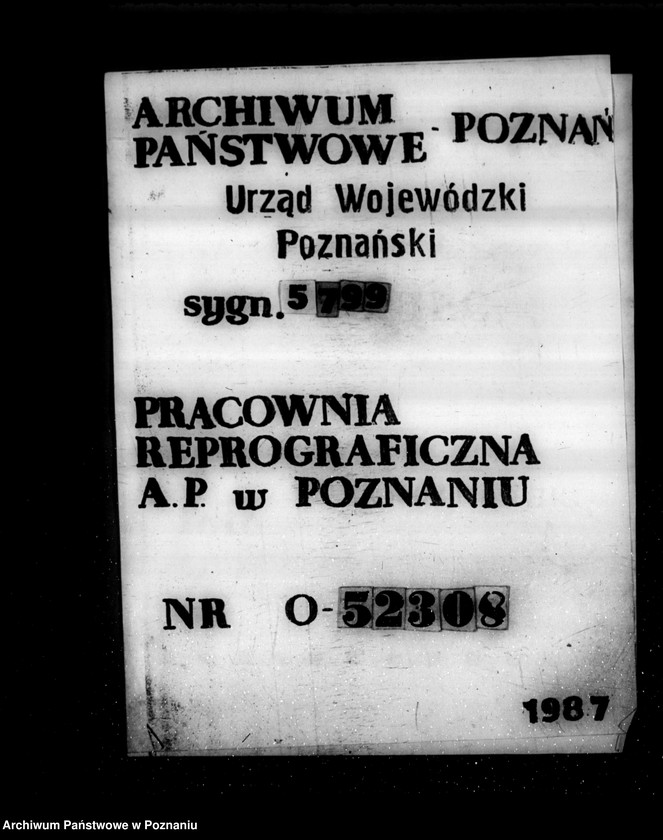 ARCHIWUM
PAŃSTWOWE - POZNAŃ
Urząd Wojewódzki
Poznański
sygn. 5799
PRACOWNIA
REPROGRAFICZNA
A.P. w POZNANIU
NR O-52308
1987
Archiwum Państwowe w Poznaniu